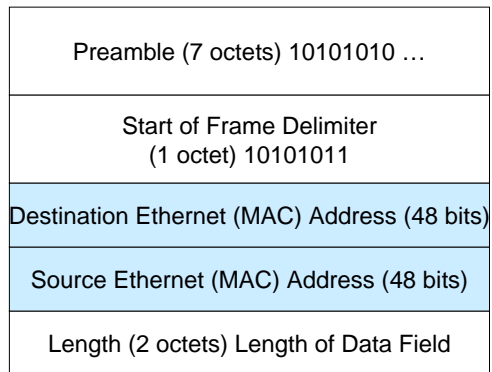 Preamble (7 octets) 10101010 …
Start of Frame Delimiter
(1 octet) 10101011
Destination Ethernet (MAC) Address (48 bits)
Source Ethernet (MAC) Address (48 bits)
Length (2 octets) Length of Data Field